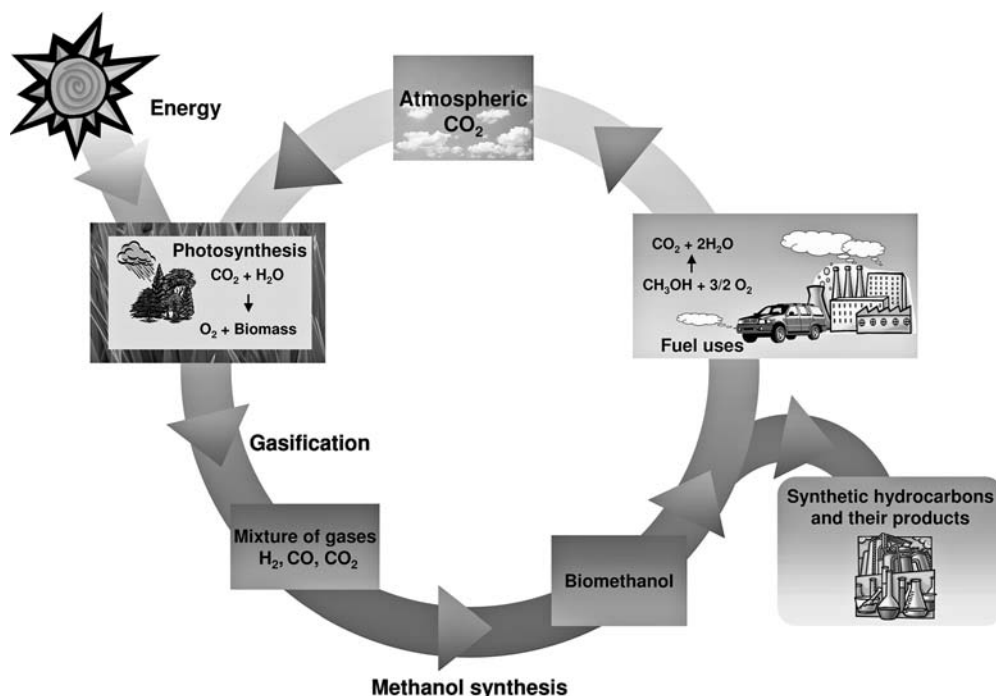 Energy
Atmospheric
CO₂
Photosynthesis
CO₂ + H₂O
O₂ + Biomass
CO₂ + 2H₂O
CH₃OH + 3/2 O₂
Fuel uses
Gasification
Mixture of gases
H₂, CO, CO₂
Methanol synthesis
Biomethanol
Synthetic hydrocarbons
and their products